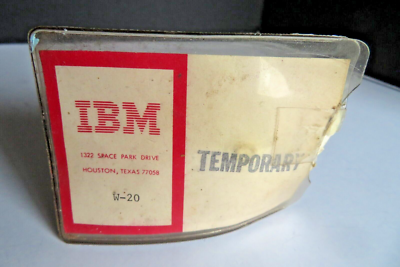 IBM
1322 SPACE PARK DRIVE
HOUSTON, TEXAS 77058
W-20
TEMPORARY